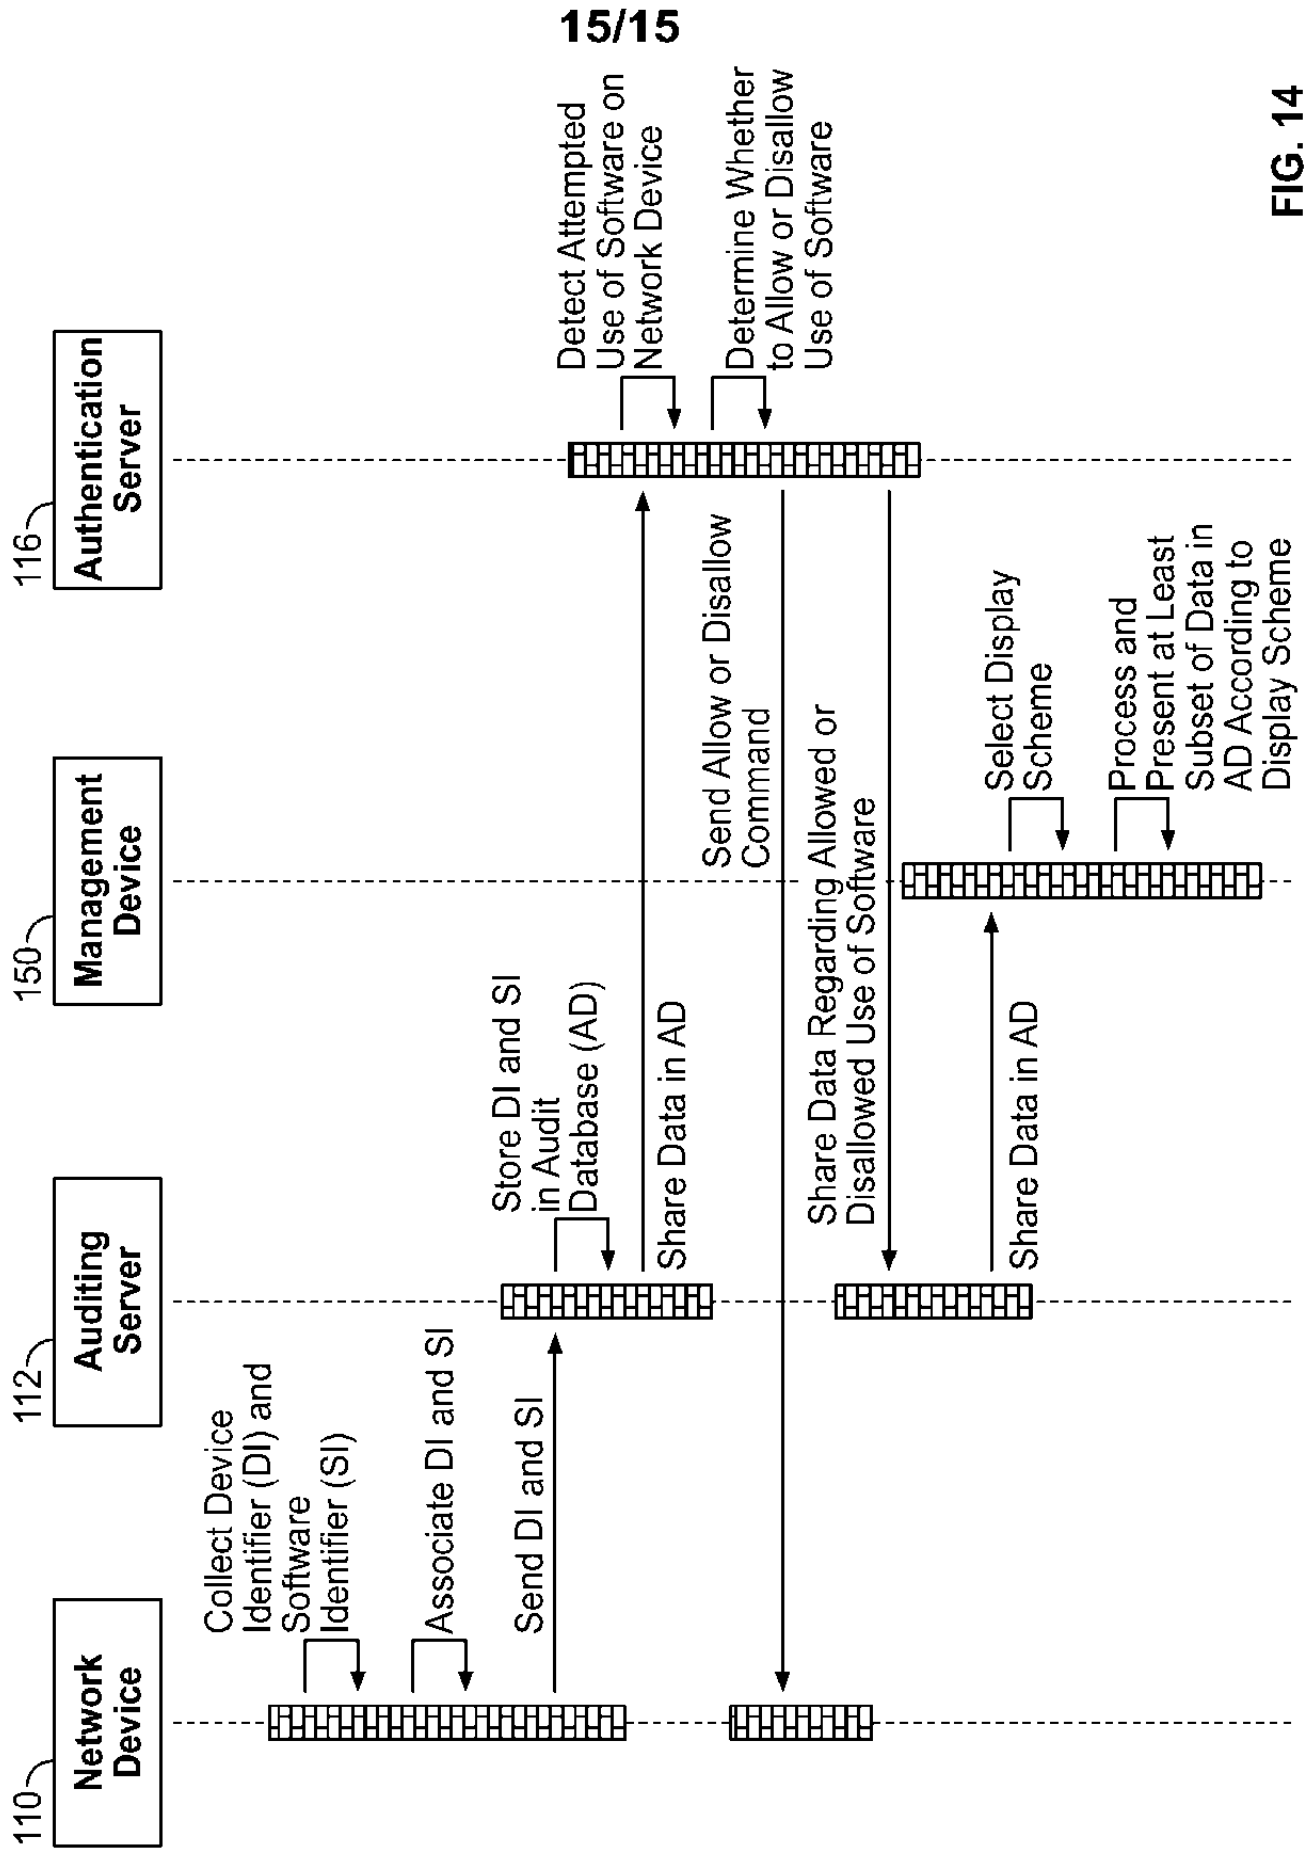 15/15
110
Network
Device
112
Auditing
Server
150
Management
Device
116
Authentication
Server
Collect Device
Identifier (DI) and
Software
Identifier (SI)
Associate DI and SI
Send DI and SI
Store DI and SI
in Audit
Database (AD)
Share Data in AD
Detect Attempted
Use of Software on
Network Device
Determine Whether
to Allow or Disallow
Use of Software
Send Allow or Disallow
Command
Share Data Regarding Allowed or
Disallowed Use of Software
Share Data in AD
Select Display
Scheme
Process and
Present at Least
Subset of Data in
AD According to
Display Scheme
FIG. 14